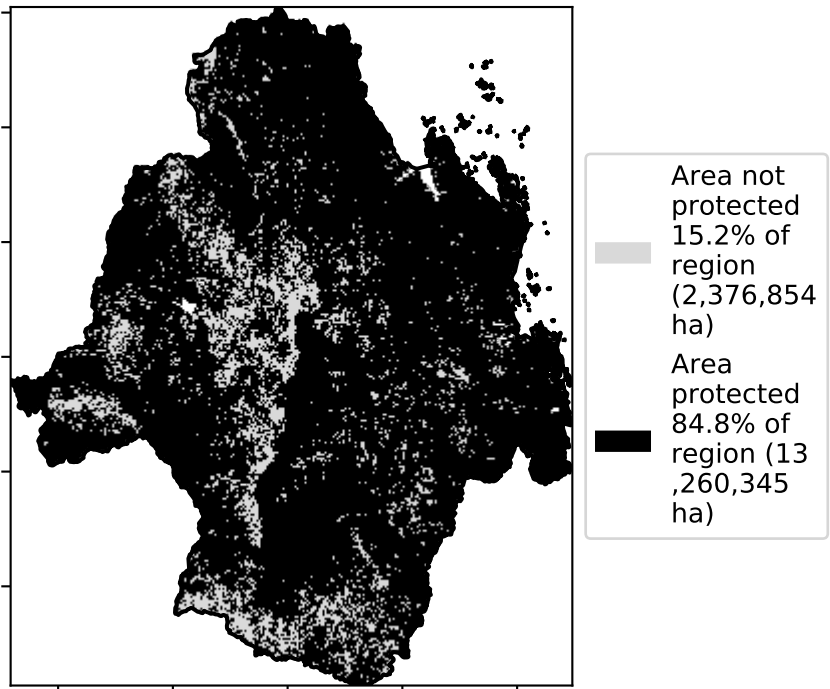 Area not
protected
15.2% of
region
(2,376,854
ha)
Area
protected
84.8% of
region (13
,260,345
ha)